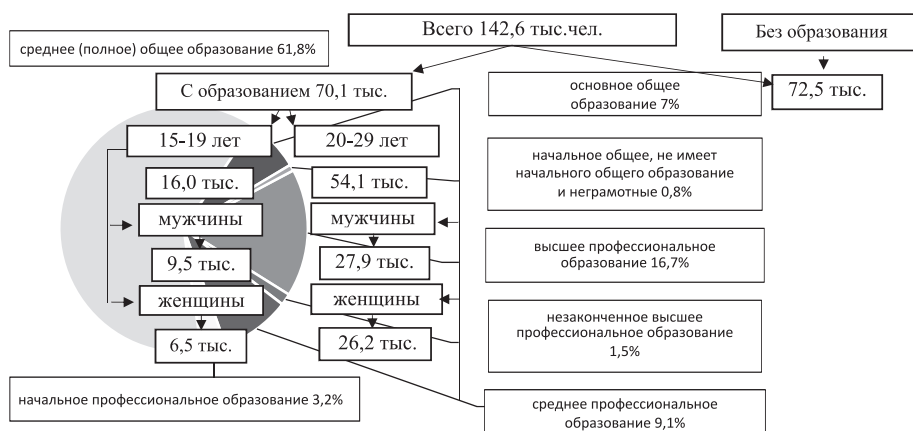 Всего 142,6 тыс.чел.
Без образования
среднее (полное) общее образование 61,8%
С образованием 70,1 тыс.
72,5 тыс.
основное общее
образование 7%
15-19 лет
20-29 лет
начальное общее, не имеет
начального общего образование
и неграмотные 0,8%
16,0 тыс.
54,1 тыс.
мужчины
мужчины
высшее профессиональное
образование 16,7%
9,5 тыс.
27,9 тыс.
женщины
женщины
незаконченное высшее
профессиональное образование
1,5%
6,5 тыс.
26,2 тыс.
начальное профессиональное образование 3,2%
среднее профессиональное
образование 9,1%